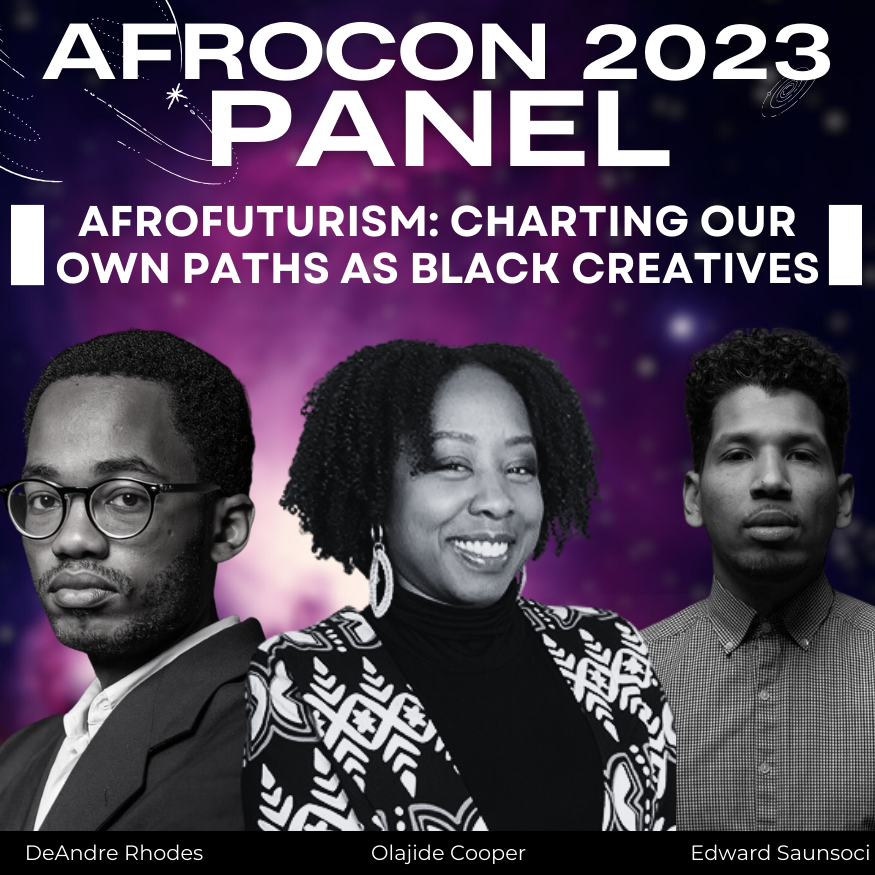 AFROCON 2023
PANEL
AFROFUTURISM: CHARTING OUR
OWN PATHS AS BLACK CREATIVES
DeAndre Rhodes
Olajide Cooper
Edward Saunsoci